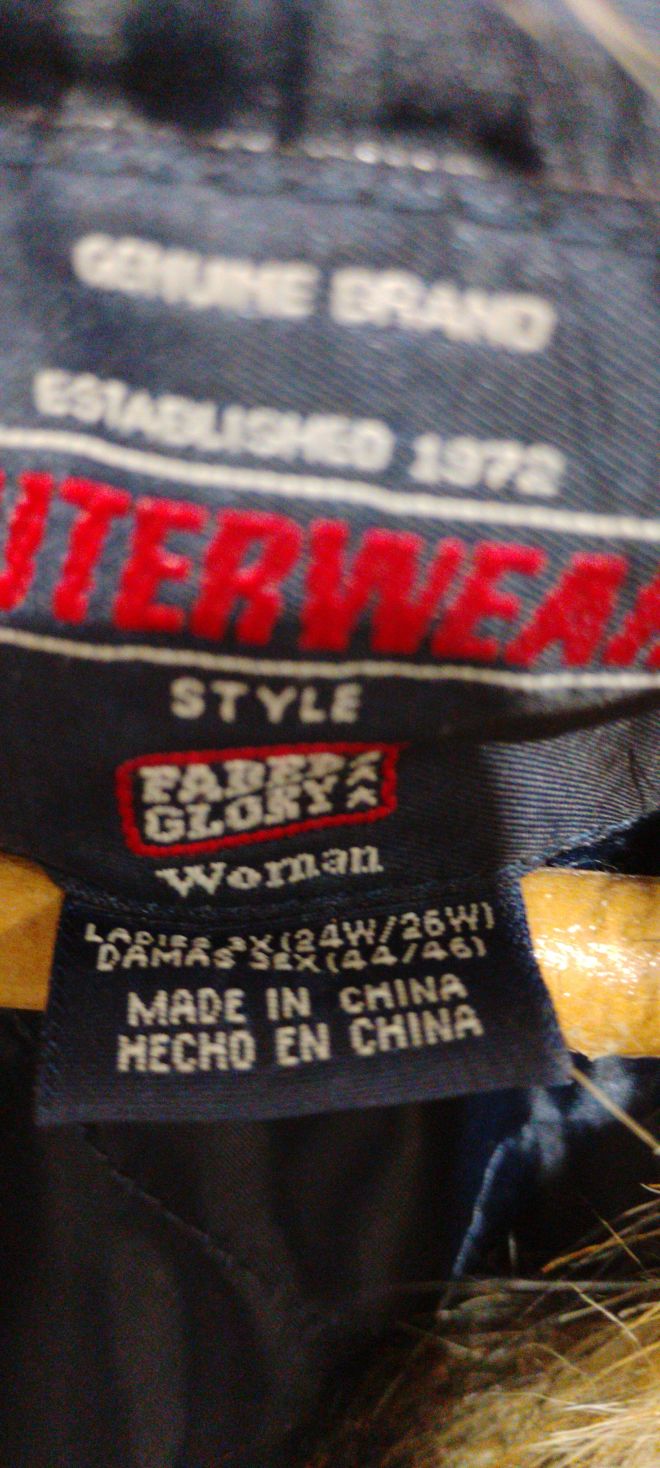 GENUINE BRAND
ESTABLISHED 1972
UTERWEAR
STYLE
FADED
GLORY
Woman
LADIES 3X(24W/26W)
DAMAS 3EX(44/46)
MADE IN CHINA
HECHO EN CHINA